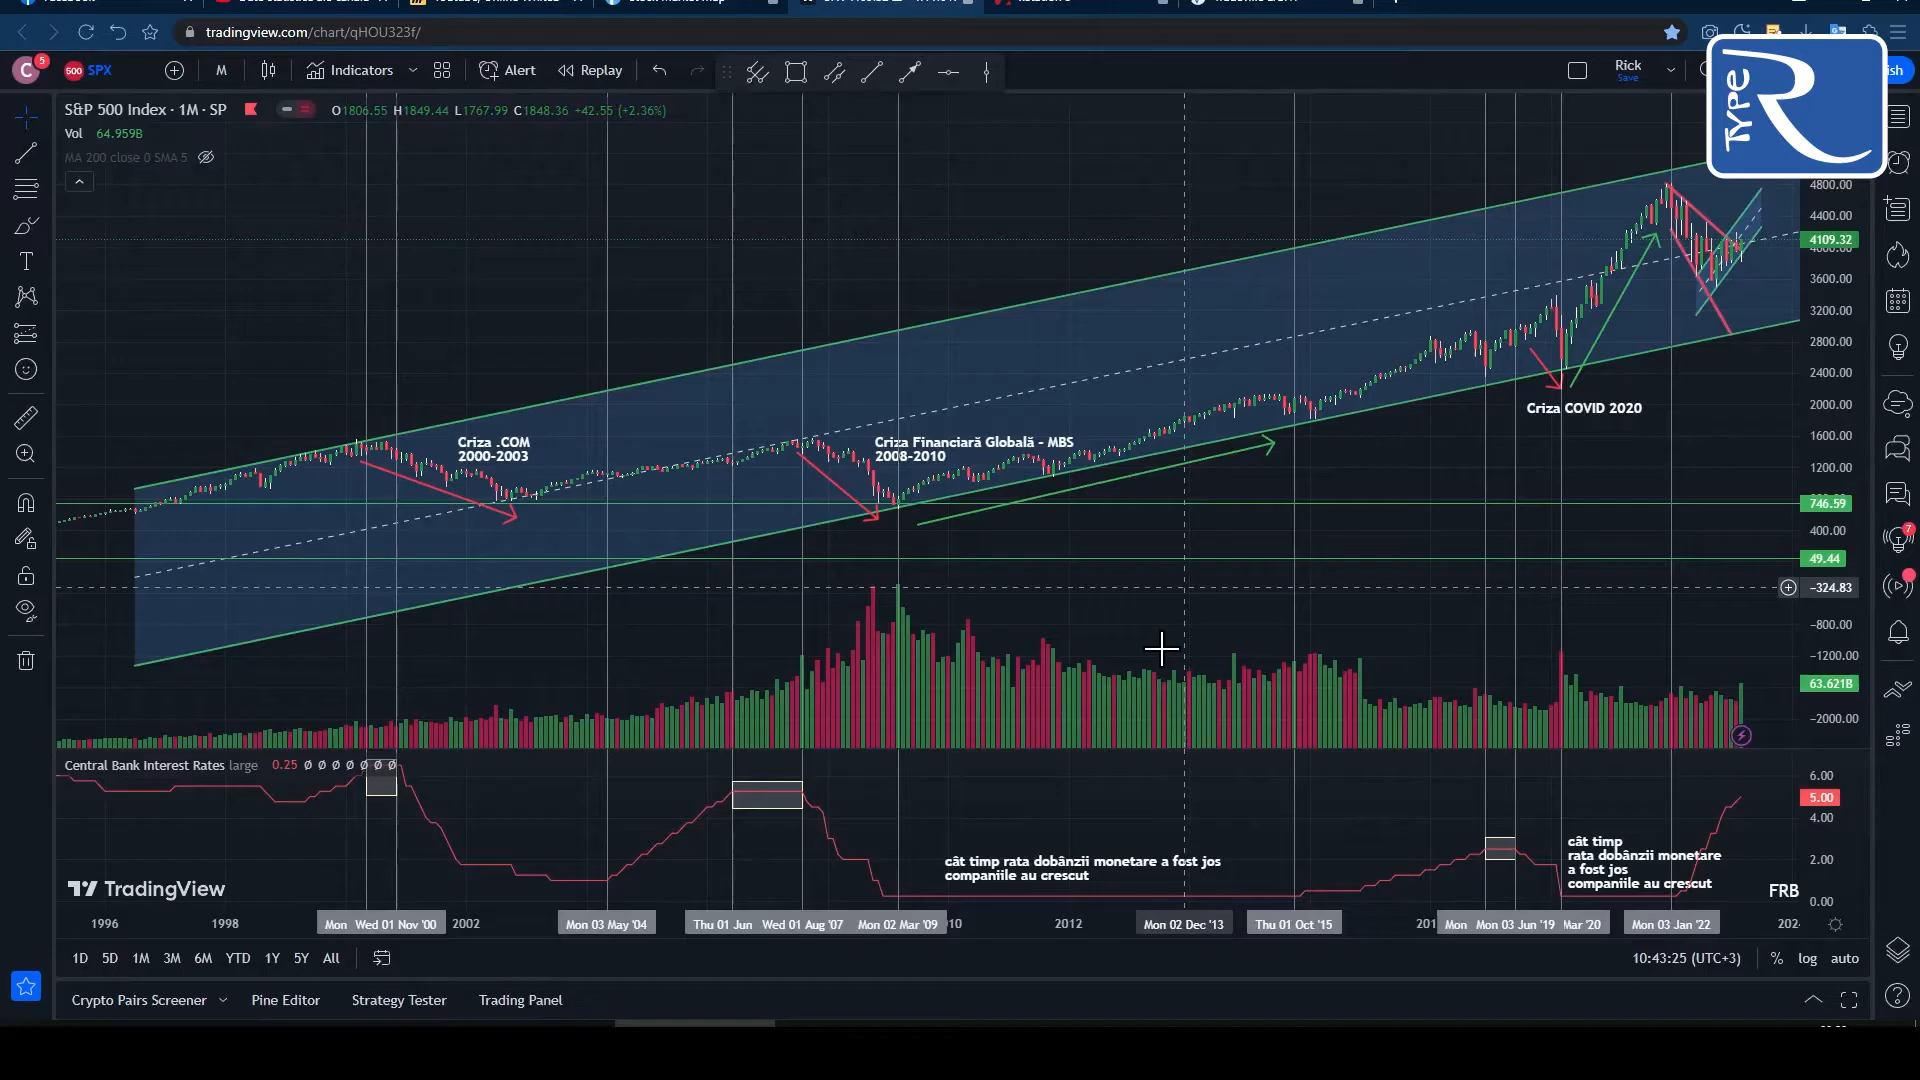 tradingview.com/chart/qHOU323f/
C 5 500 SPX M Indicators Alert Replay Rick
Save
Type R
S&P 500 Index · 1M · SP O1806.55 H1849.44 L1767.99 C1848.36 +42.55 (+2.36%)
Vol 64.959B
MA 200 close 0 SMA 5
4800.00
4400.00
4109.32
3600.00
3200.00
2800.00
2400.00
2000.00
1600.00
1200.00
746.59
400.00
49.44
−324.83
−800.00
−1200.00
63.621B
−2000.00
Criza .COM
2000-2003
Criza Financiară Globală - MBS
2008-2010
Criza COVID 2020
Central Bank Interest Rates large 0.25 Ø Ø Ø Ø Ø Ø Ø
6.00
5.00
4.00
2.00
0.00
cât timp rata dobânzii monetare a fost jos
companiile au crescut
cât timp
rata dobânzii monetare
a fost jos
companiile au crescut
FRB
TradingView
1996 1998 Mon Wed 01 Nov '00 2002 Mon 03 May '04 Thu 01 Jun Wed 01 Aug '07 Mon 02 Mar '09 10 2012 Mon 02 Dec '13 Thu 01 Oct '15 201 Mon Mon 03 Jun '19 Mar '20 Mon 03 Jan '22 202
1D 5D 1M 3M 6M YTD 1Y 5Y All 10:43:25 (UTC+3) % log auto
Crypto Pairs Screener Pine Editor Strategy Tester Trading Panel
7